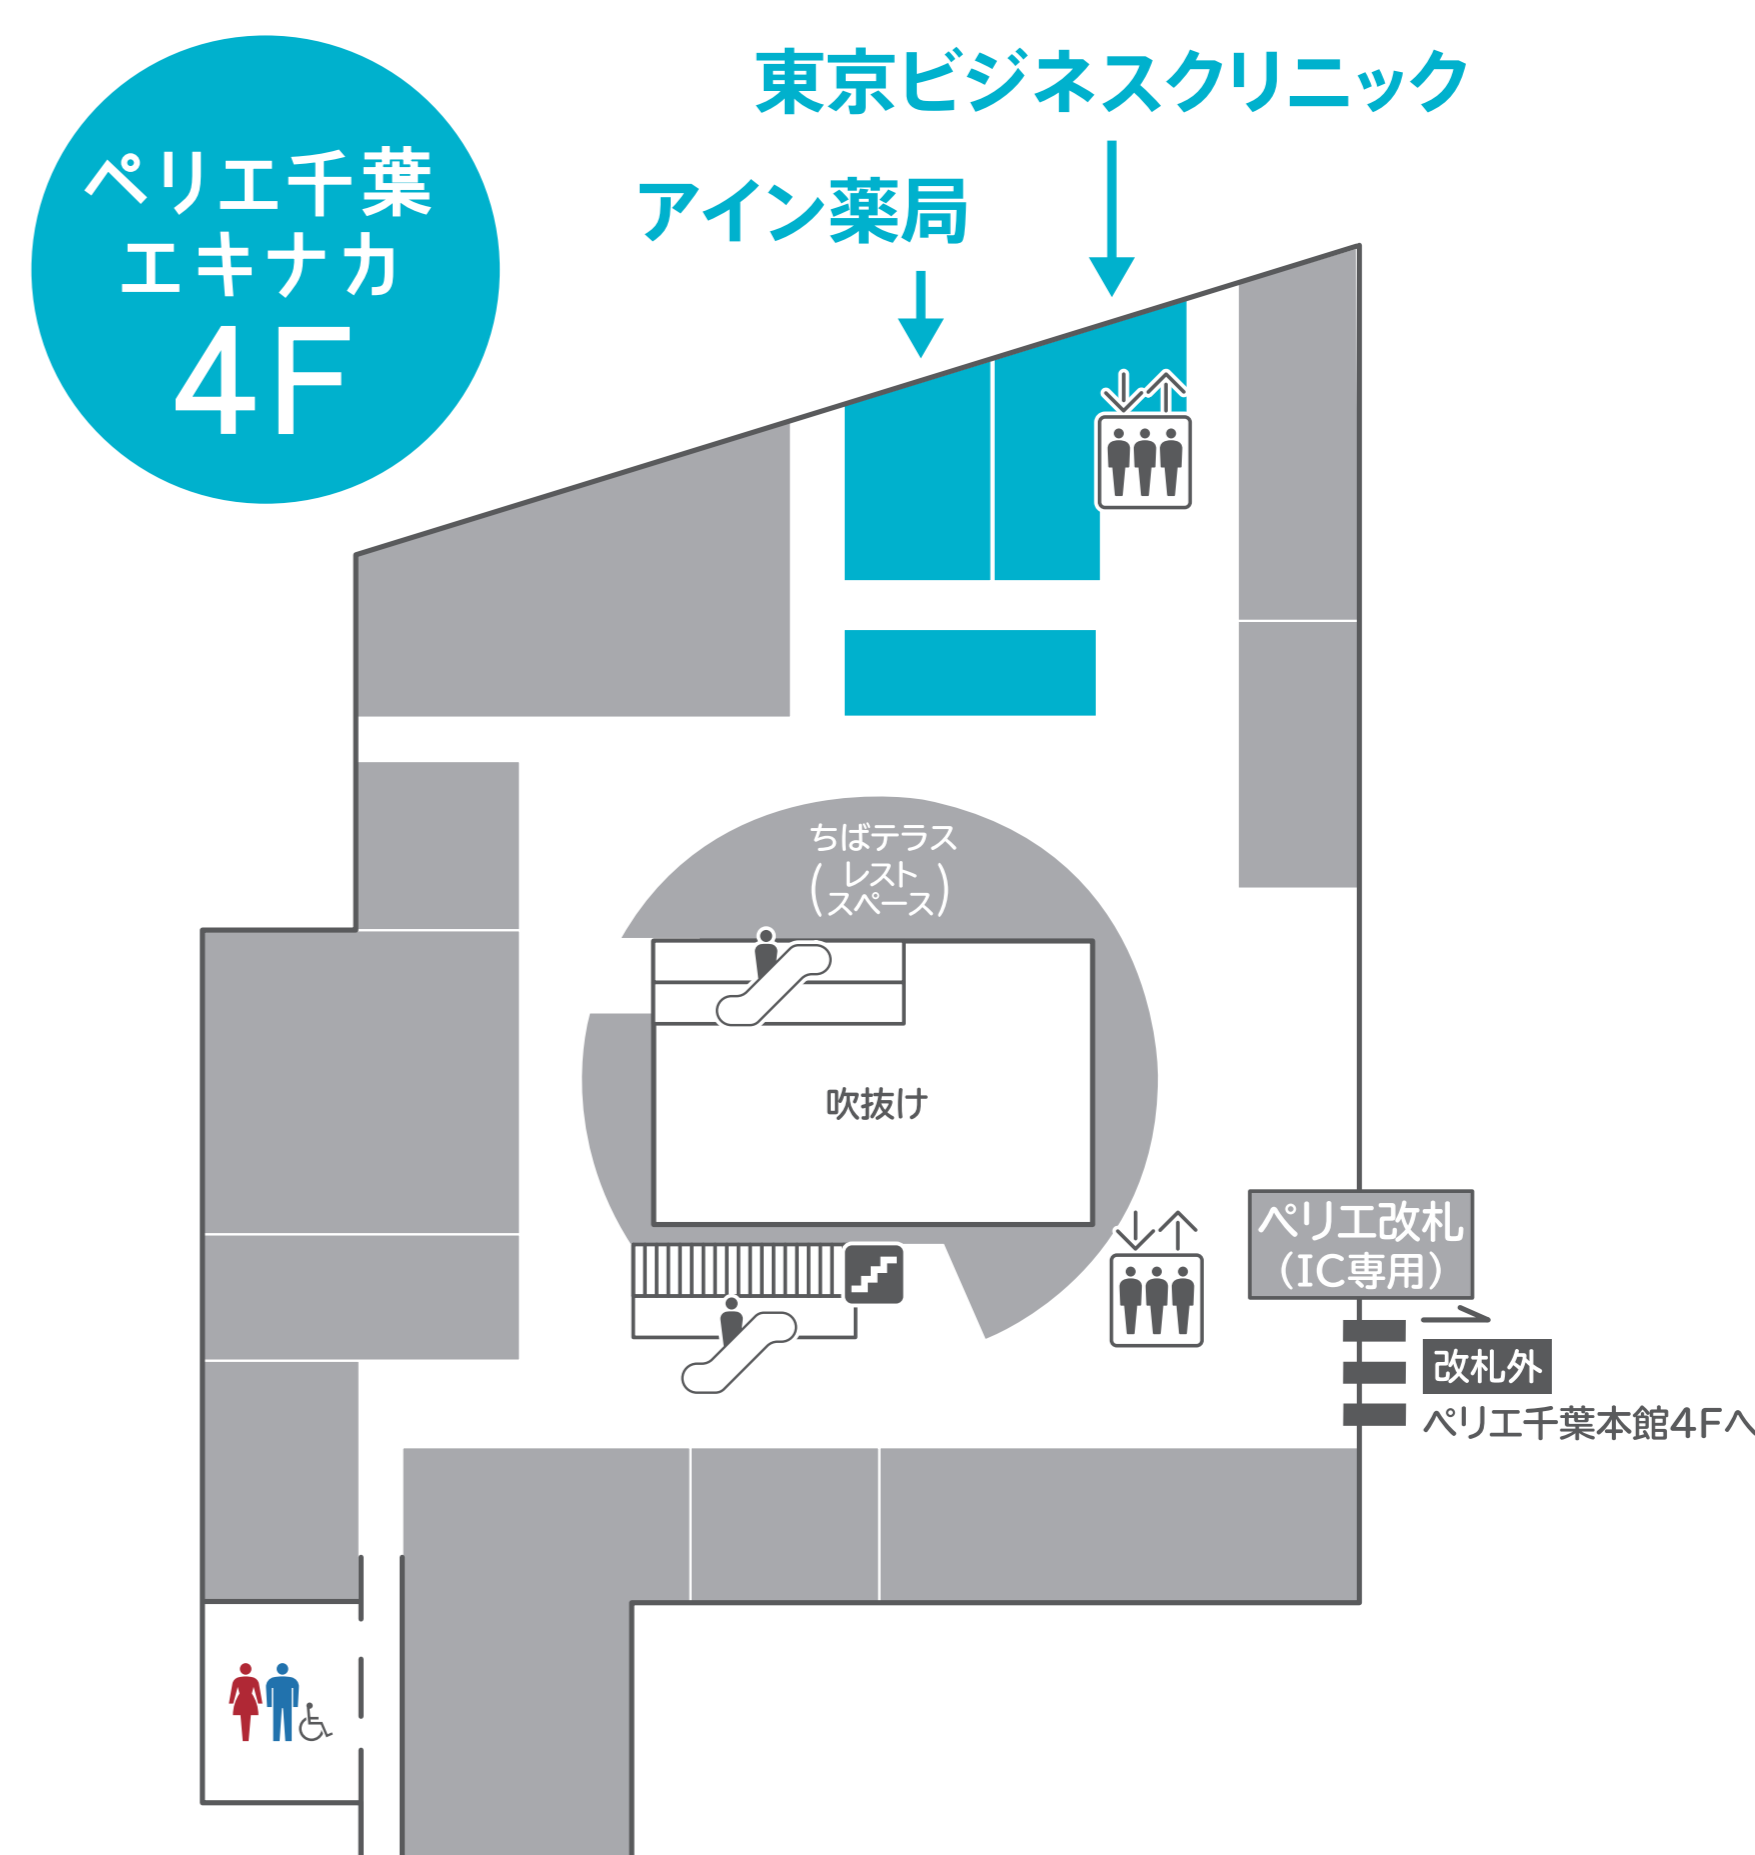 ペリエ千葉
エキナカ
4F
東京ビジネスクリニック
アイン薬局
ちばテラス
(レスト
スペース)
吹抜け
ペリエ改札
(IC専用)
改札外
ペリエ千葉本館4Fへ